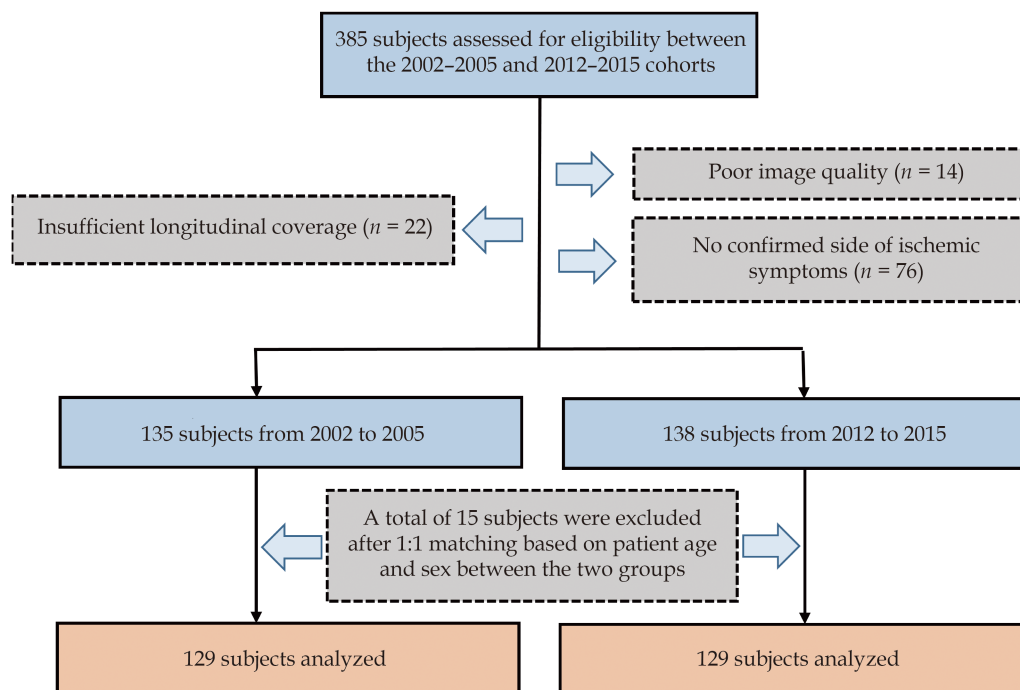 385 subjects assessed for eligibility between
the 2002–2005 and 2012–2015 cohorts
Poor image quality (n = 14)
Insufficient longitudinal coverage (n = 22)
No confirmed side of ischemic
symptoms (n = 76)
135 subjects from 2002 to 2005
138 subjects from 2012 to 2015
A total of 15 subjects were excluded
after 1:1 matching based on patient age
and sex between the two groups
129 subjects analyzed
129 subjects analyzed